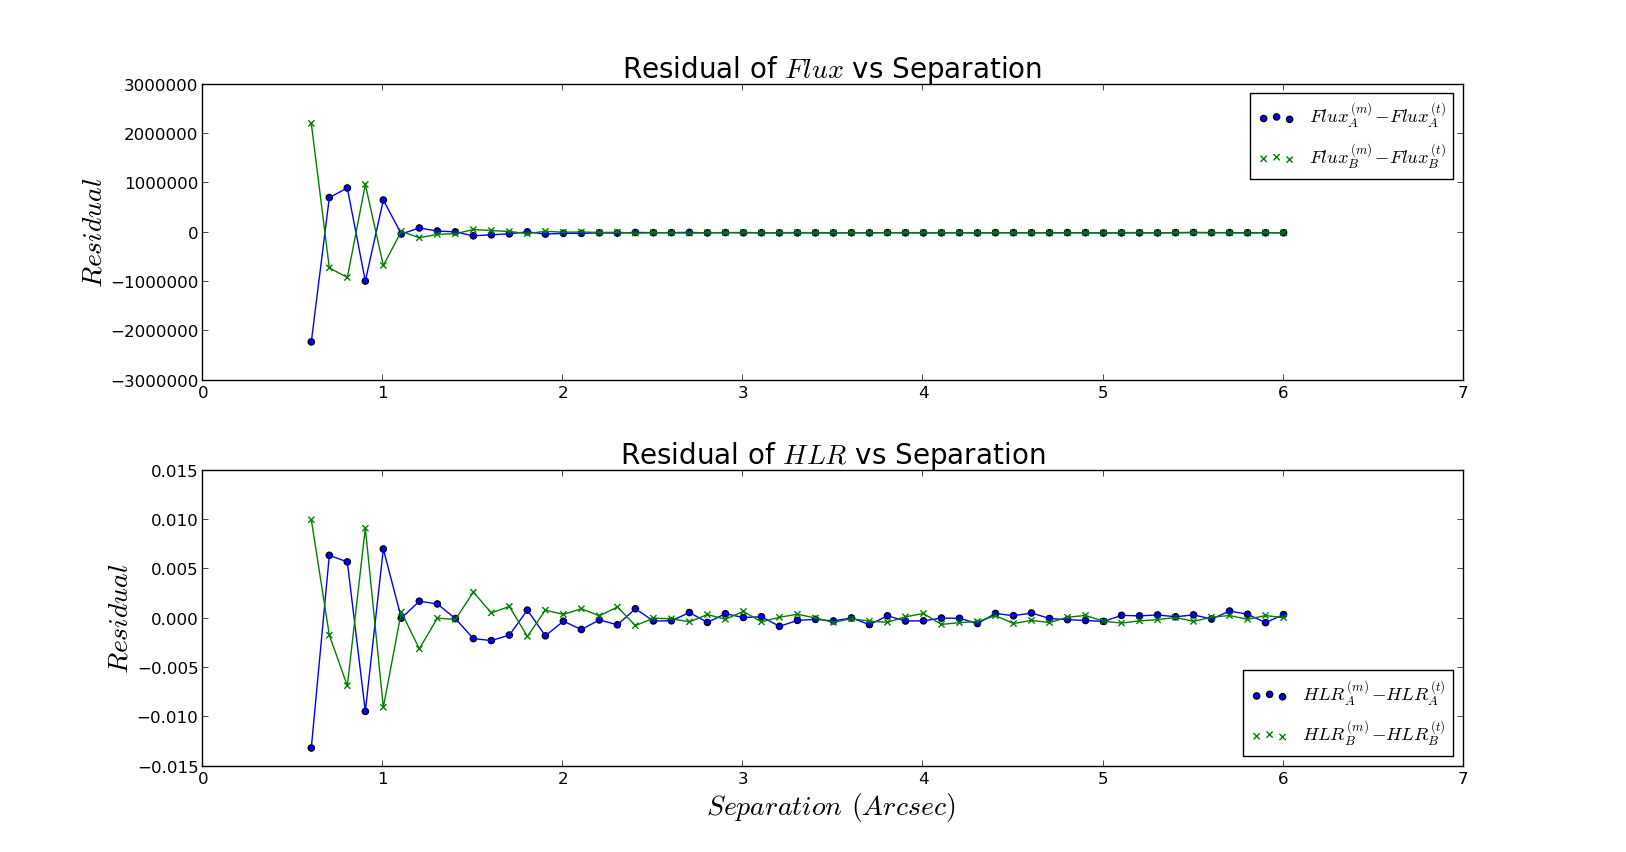 Residual of Flux vs Separation
3000000
2000000
1000000
0
−1000000
−2000000
−3000000
Residual
0 1 2 3 4 5 6 7
Flux_A^(m) − Flux_A^(t)
Flux_B^(m) − Flux_B^(t)
Residual of HLR vs Separation
0.015
0.010
0.005
0.000
−0.005
−0.010
−0.015
Residual
HLR_A^(m) − HLR_A^(t)
HLR_B^(m) − HLR_B^(t)
0 1 2 3 4 5 6 7
Separation (Arcsec)